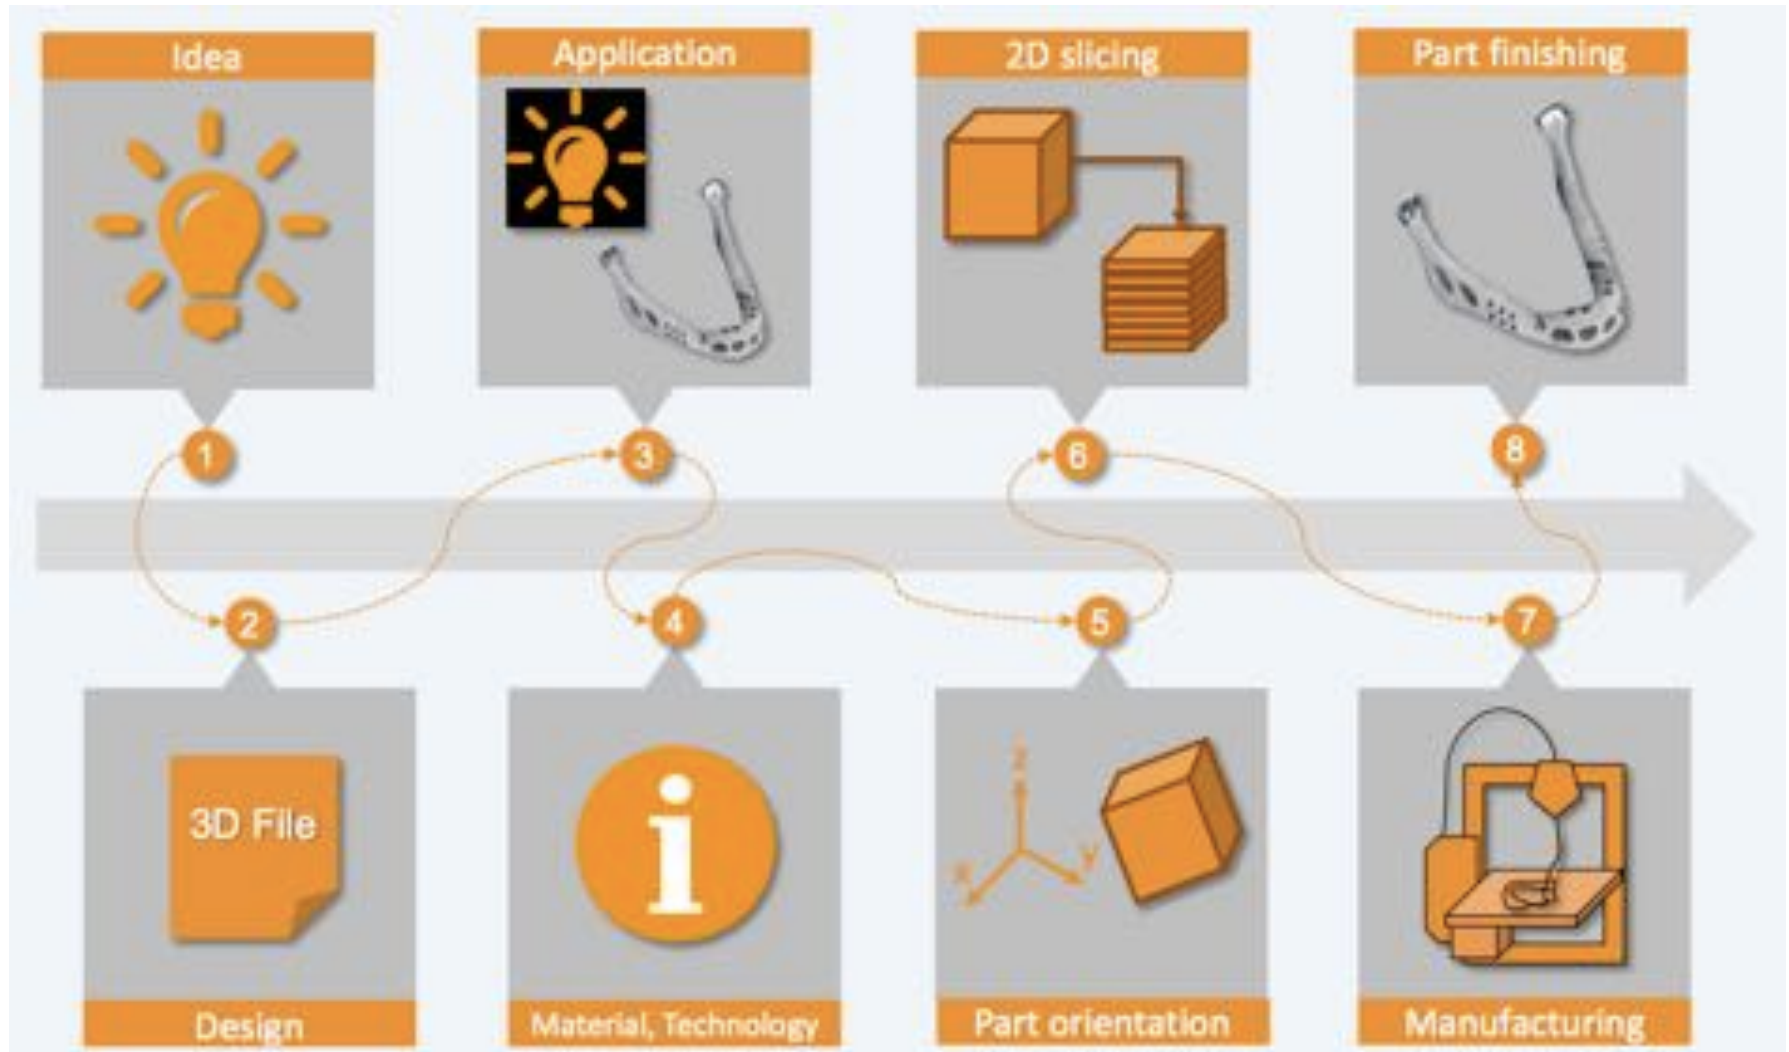 Idea
Application
2D slicing
Part finishing
1
3
6
8
2
4
5
7
3D File
Z
X
Y
Design
Material, Technology
Part orientation
Manufacturing